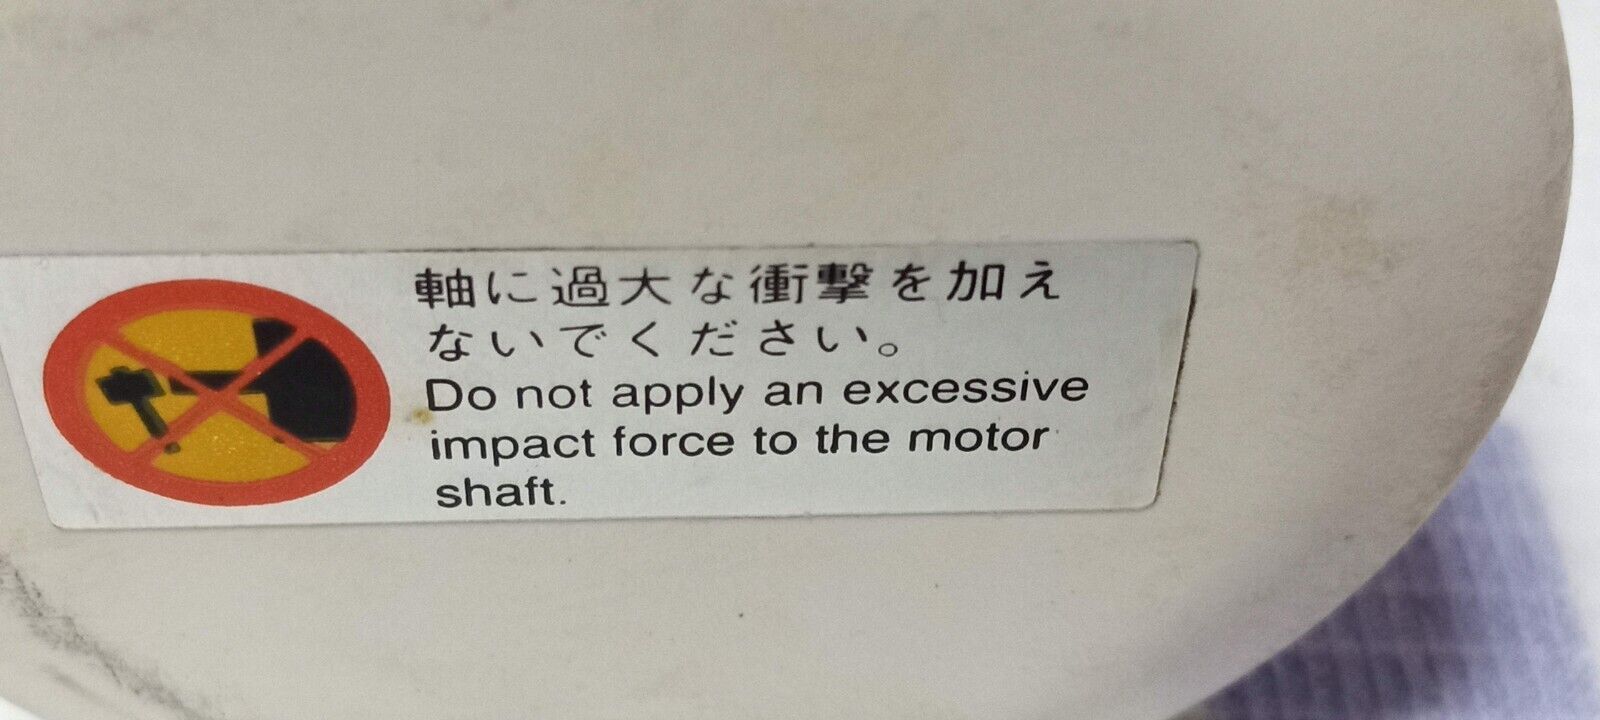 軸に過大な衝撃を加え
ないでください。
Do not apply an excessive
impact force to the motor
shaft.